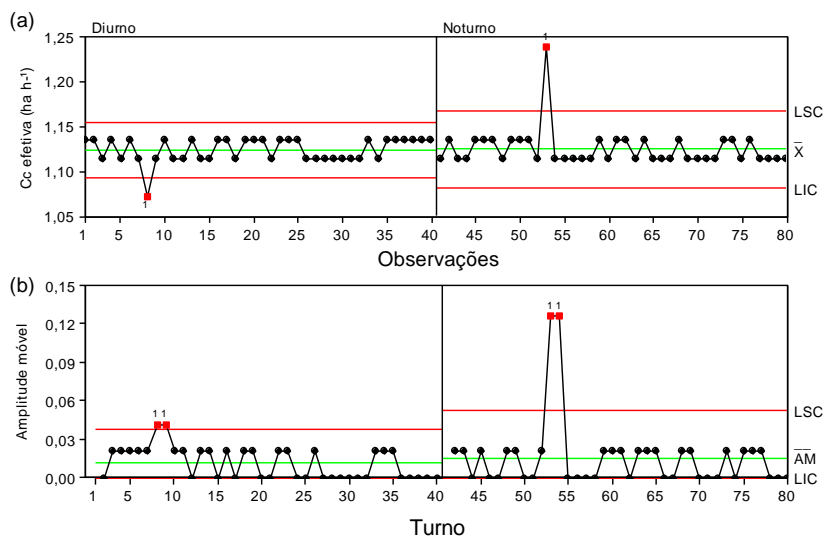 (a)
Diurno
Noturno
Cc efetiva (ha h⁻¹)
1,25
1,20
1,15
1,10
1,05
1
1
LSC
X̅
LIC
1 5 10 15 20 25 30 35 40 45 50 55 60 65 70 75 80
Observações
(b)
Amplitude móvel
0,15
0,12
0,09
0,06
0,03
0,00
1 1
1 1
LSC
A̅M̅
LIC
1 5 10 15 20 25 30 35 40 45 50 55 60 65 70 75 80
Turno